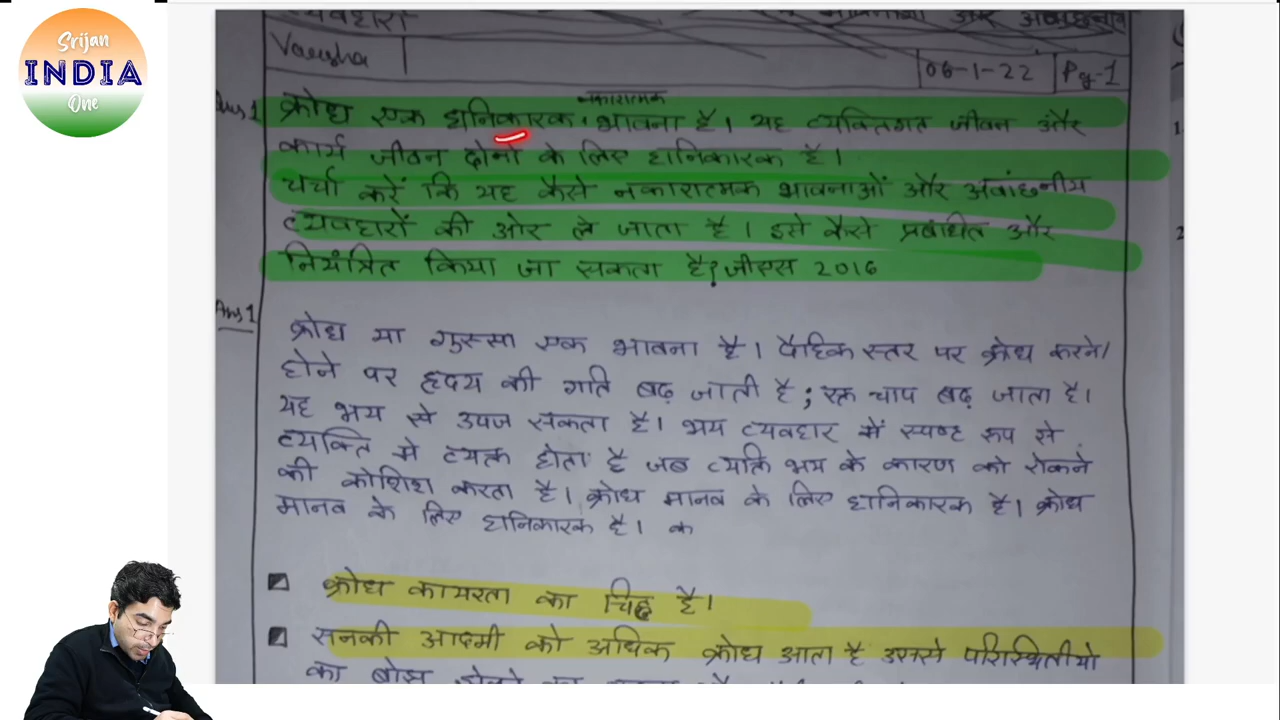 Srijan
INDIA
One
व्यवहारों
Varsha
06-1-22
Pg-1
Ans 1
नकारात्मक
क्रोध एक हानिकारक भावना है। यह व्यक्तिगत जीवन और
कार्य जीवन दोनो के लिए हानिकारक है।
चर्चा करें कि यह कैसे नकारात्मक भावनाओं और अवांछनीय
व्यवहारों की ओर ले जाता है। इसे कैसे प्रबंधित और
नियंत्रित किया जा सकता है? जीएस 2016
Ans 1
क्रोध या गुस्सा एक भावना है। दैहिक स्तर पर क्रोध करने/
होने पर हृदय की गति बढ़ जाती है; रक्त चाप बढ़ जाता है।
यह भय से उपज सकता है। भय व्यवहार में स्पष्ट रूप से
व्यक्ति मे व्यक्त होता है जब व्यक्ति भय के कारण को रोकने
की कोशिश करता है। क्रोध मानव के लिए हानिकारक है। क्रोध
मानव के लिए हानिकारक है। क
क्रोध कायरता का चिह्न है।
सनकी आदमी को अधिक क्रोध आता है उससे परिस्थितीयो
का बोझ